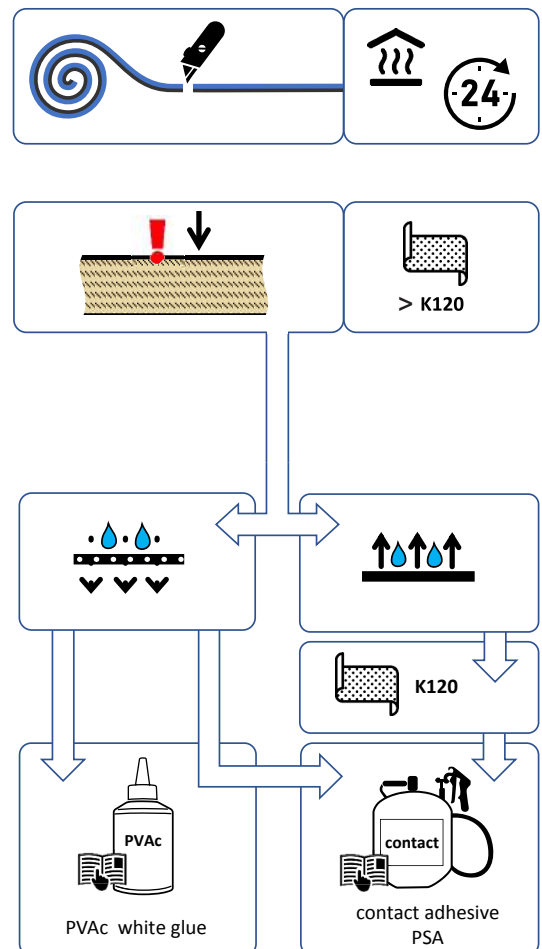 24
> K120
K120
PVAc
contact
PVAc white glue
contact adhesive
PSA